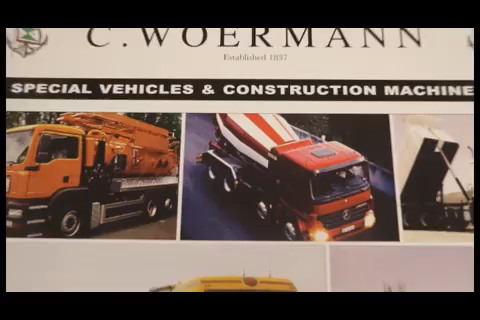 C. WOERMANN
Established 1837
SPECIAL VEHICLES & CONSTRUCTION MACHINE